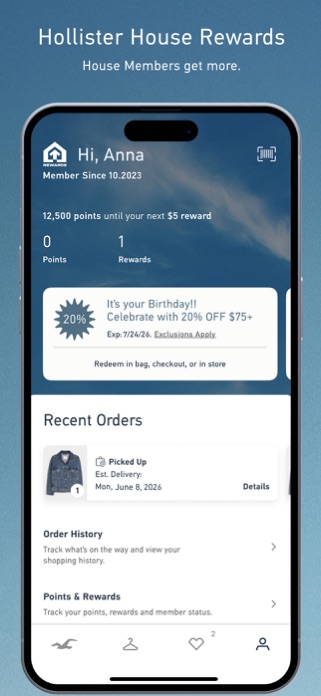 Hollister House Rewards
House Members get more.
REWARDS
Hi, Anna
Member Since 10.2023
12,500 points until your next $5 reward
0
Points
1
Rewards
20%
It's your Birthday!!
Celebrate with 20% OFF $75+
Exp: 7/24/26. Exclusions Apply
Redeem in bag, checkout, or in store
Recent Orders
1
Picked Up
Est. Delivery:
Mon, June 8, 2026
Details
Order History
Track what's on the way and view your
shopping history.
Points & Rewards
Track your points, rewards and member status.
2